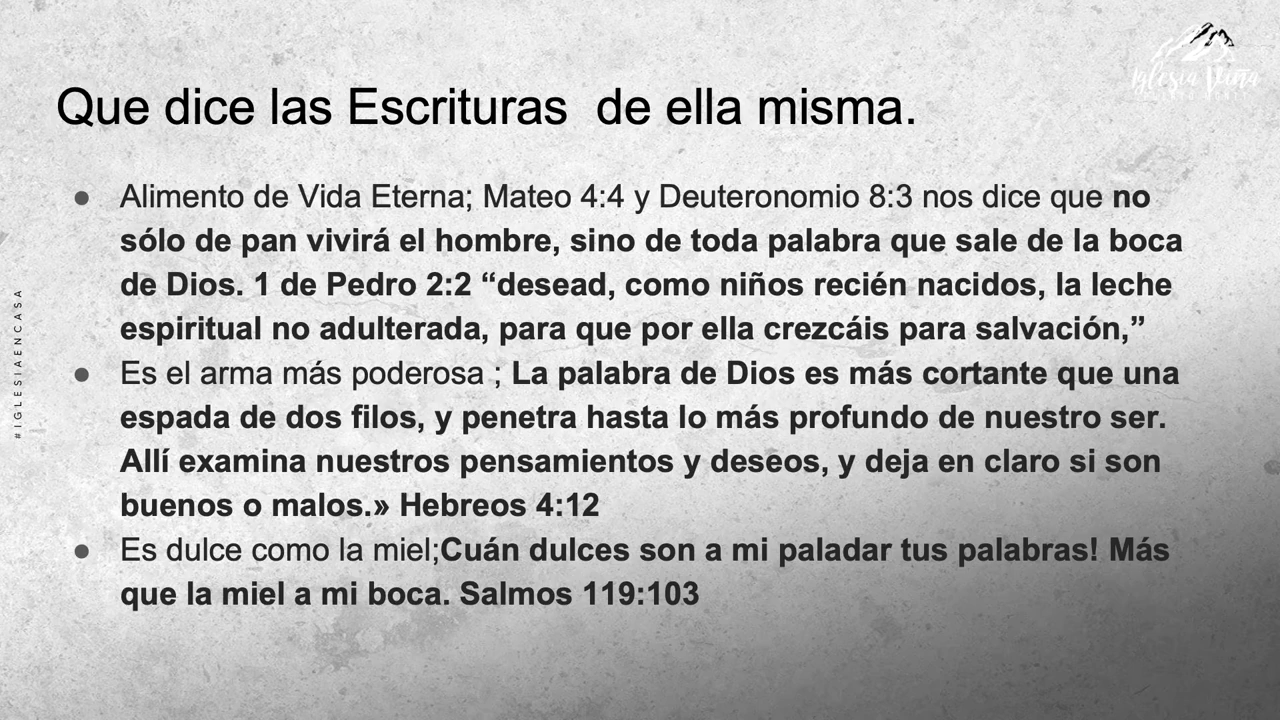 Iglesia Viña
Que dice las Escrituras  de ella misma.
● Alimento de Vida Eterna; Mateo 4:4 y Deuteronomio 8:3 nos dice que no
sólo de pan vivirá el hombre, sino de toda palabra que sale de la boca
de Dios. 1 de Pedro 2:2 “desead, como niños recién nacidos, la leche
espiritual no adulterada, para que por ella crezcáis para salvación,”
● Es el arma más poderosa ; La palabra de Dios es más cortante que una
espada de dos filos, y penetra hasta lo más profundo de nuestro ser.
Allí examina nuestros pensamientos y deseos, y deja en claro si son
buenos o malos.» Hebreos 4:12
● Es dulce como la miel;Cuán dulces son a mi paladar tus palabras! Más
que la miel a mi boca. Salmos 119:103
#IGLESIAENCASA